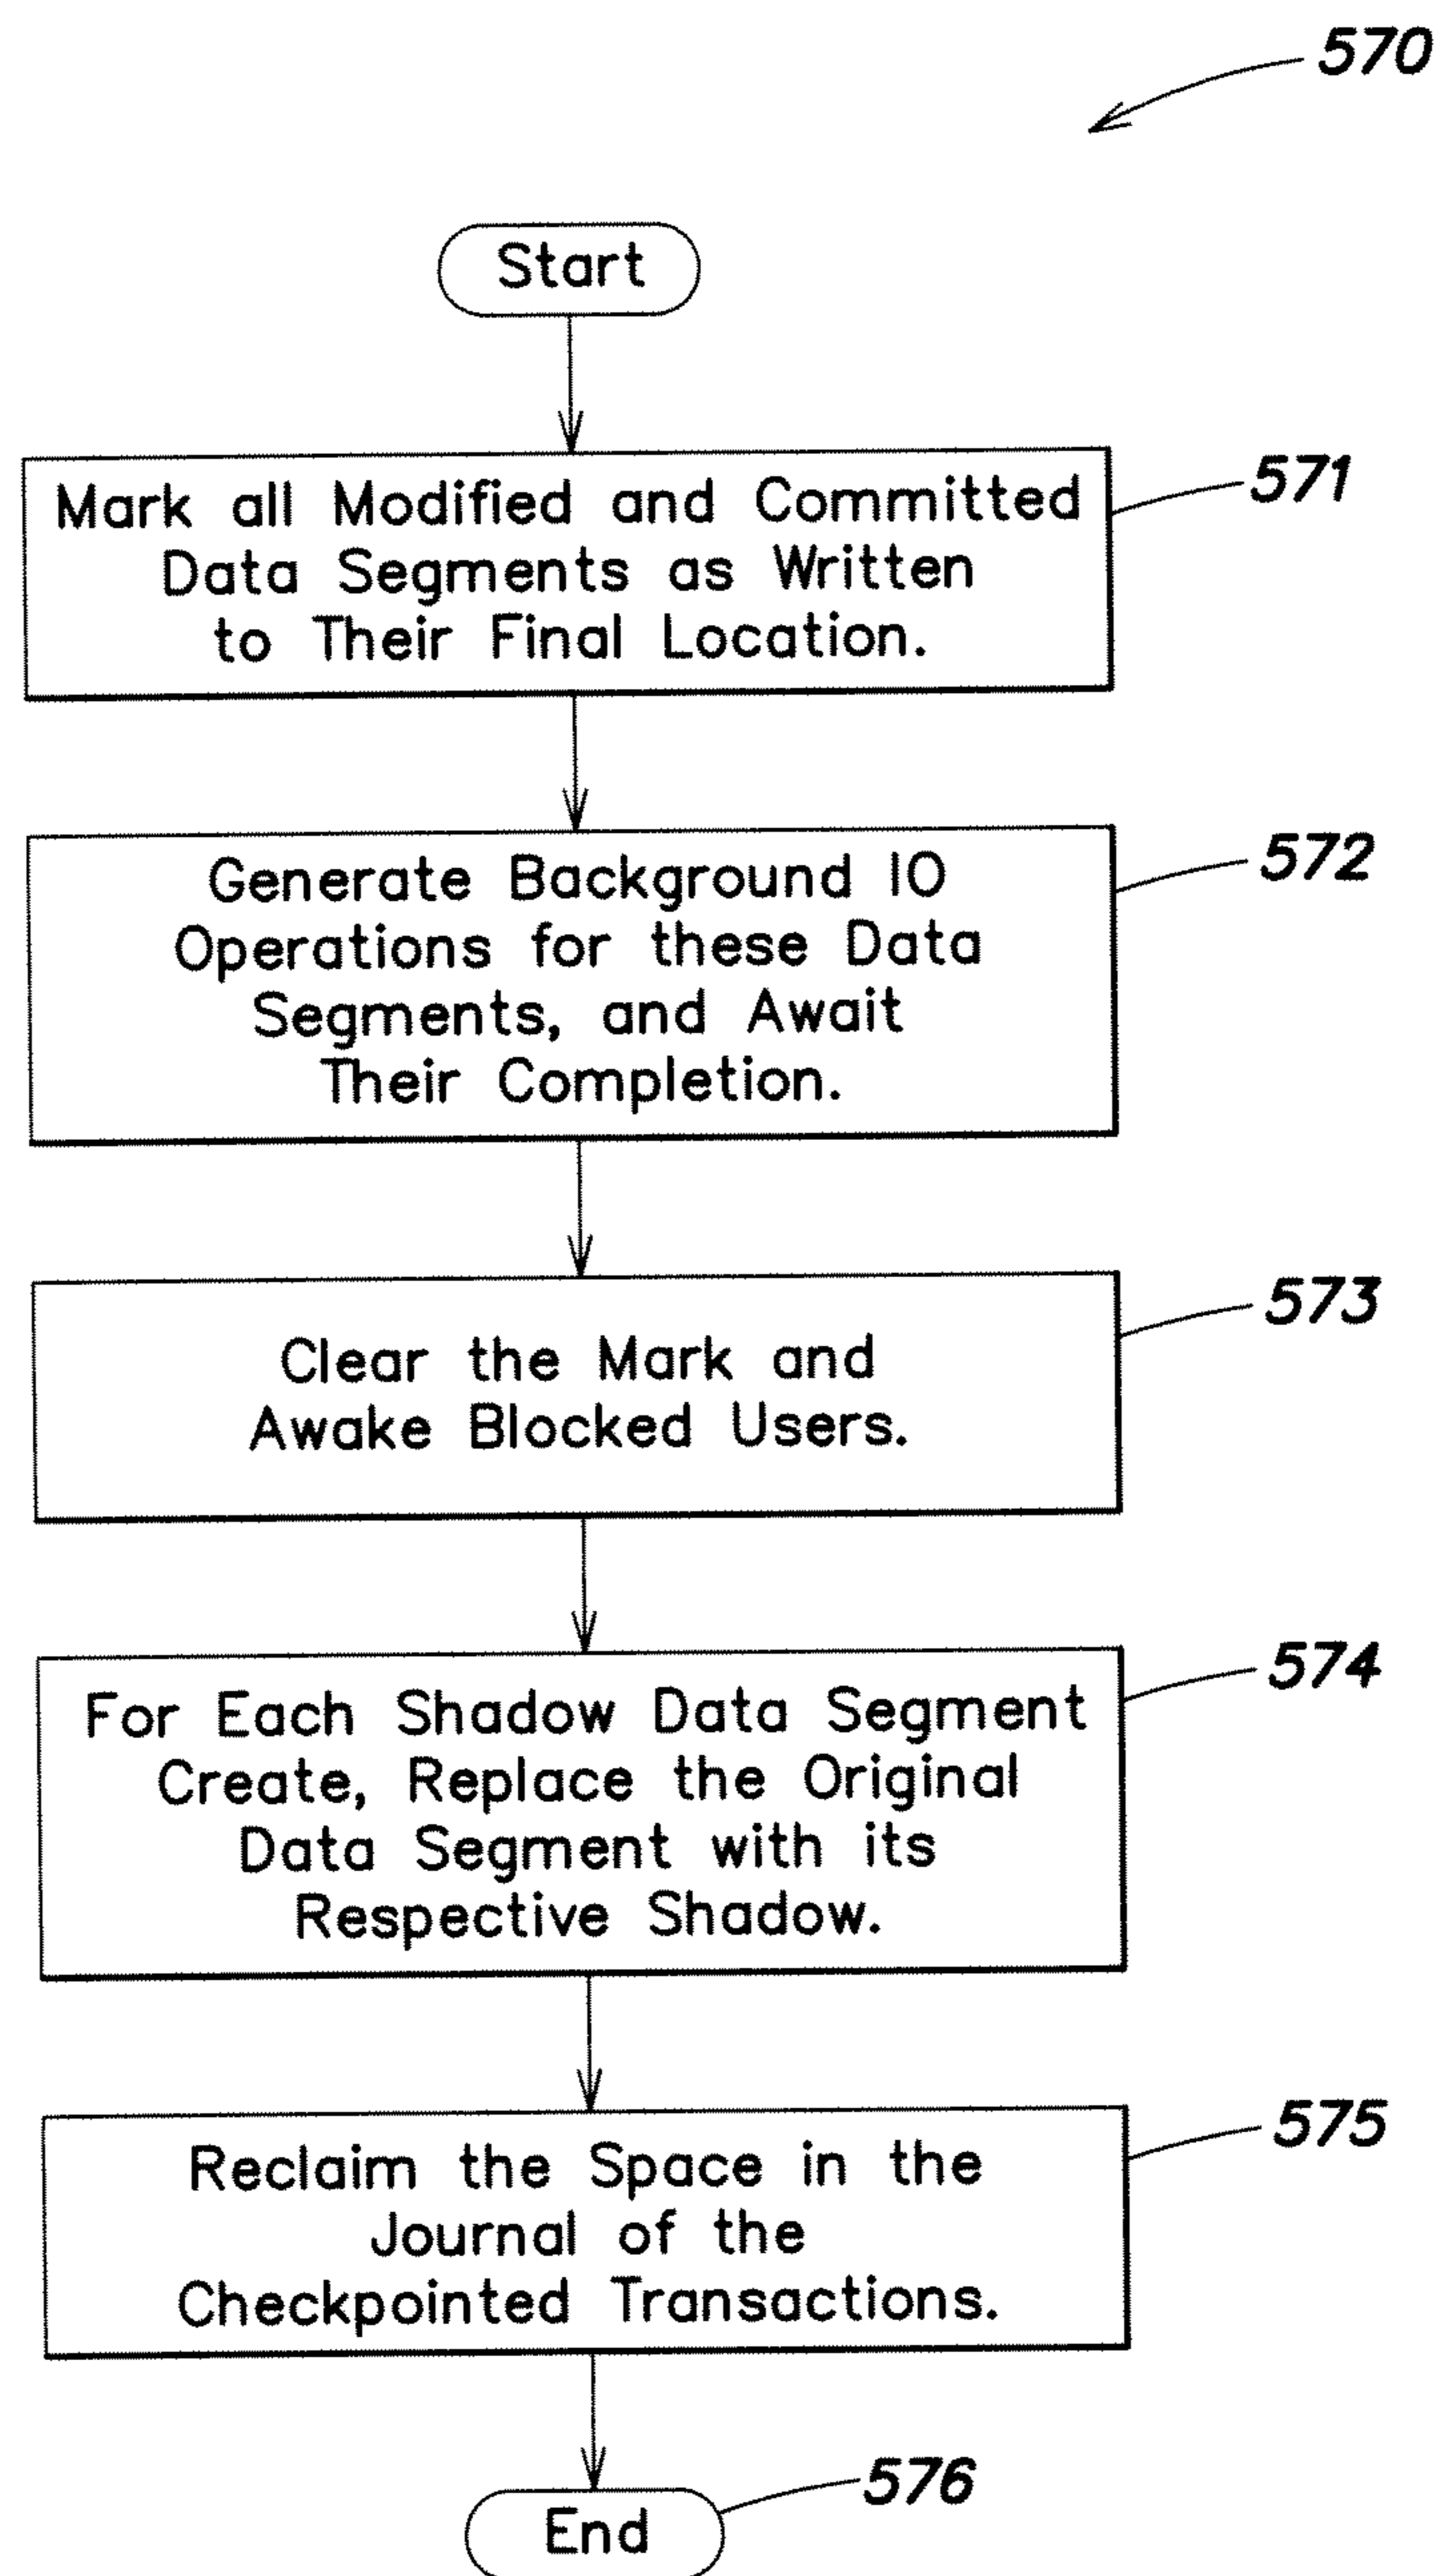 570
Start
Mark all Modified and Committed
Data Segments as Written
to Their Final Location.
571
Generate Background IO
Operations for these Data
Segments, and Await
Their Completion.
572
Clear the Mark and
Awake Blocked Users.
573
For Each Shadow Data Segment
Create, Replace the Original
Data Segment with its
Respective Shadow.
574
Reclaim the Space in the
Journal of the
Checkpointed Transactions.
575
End
576